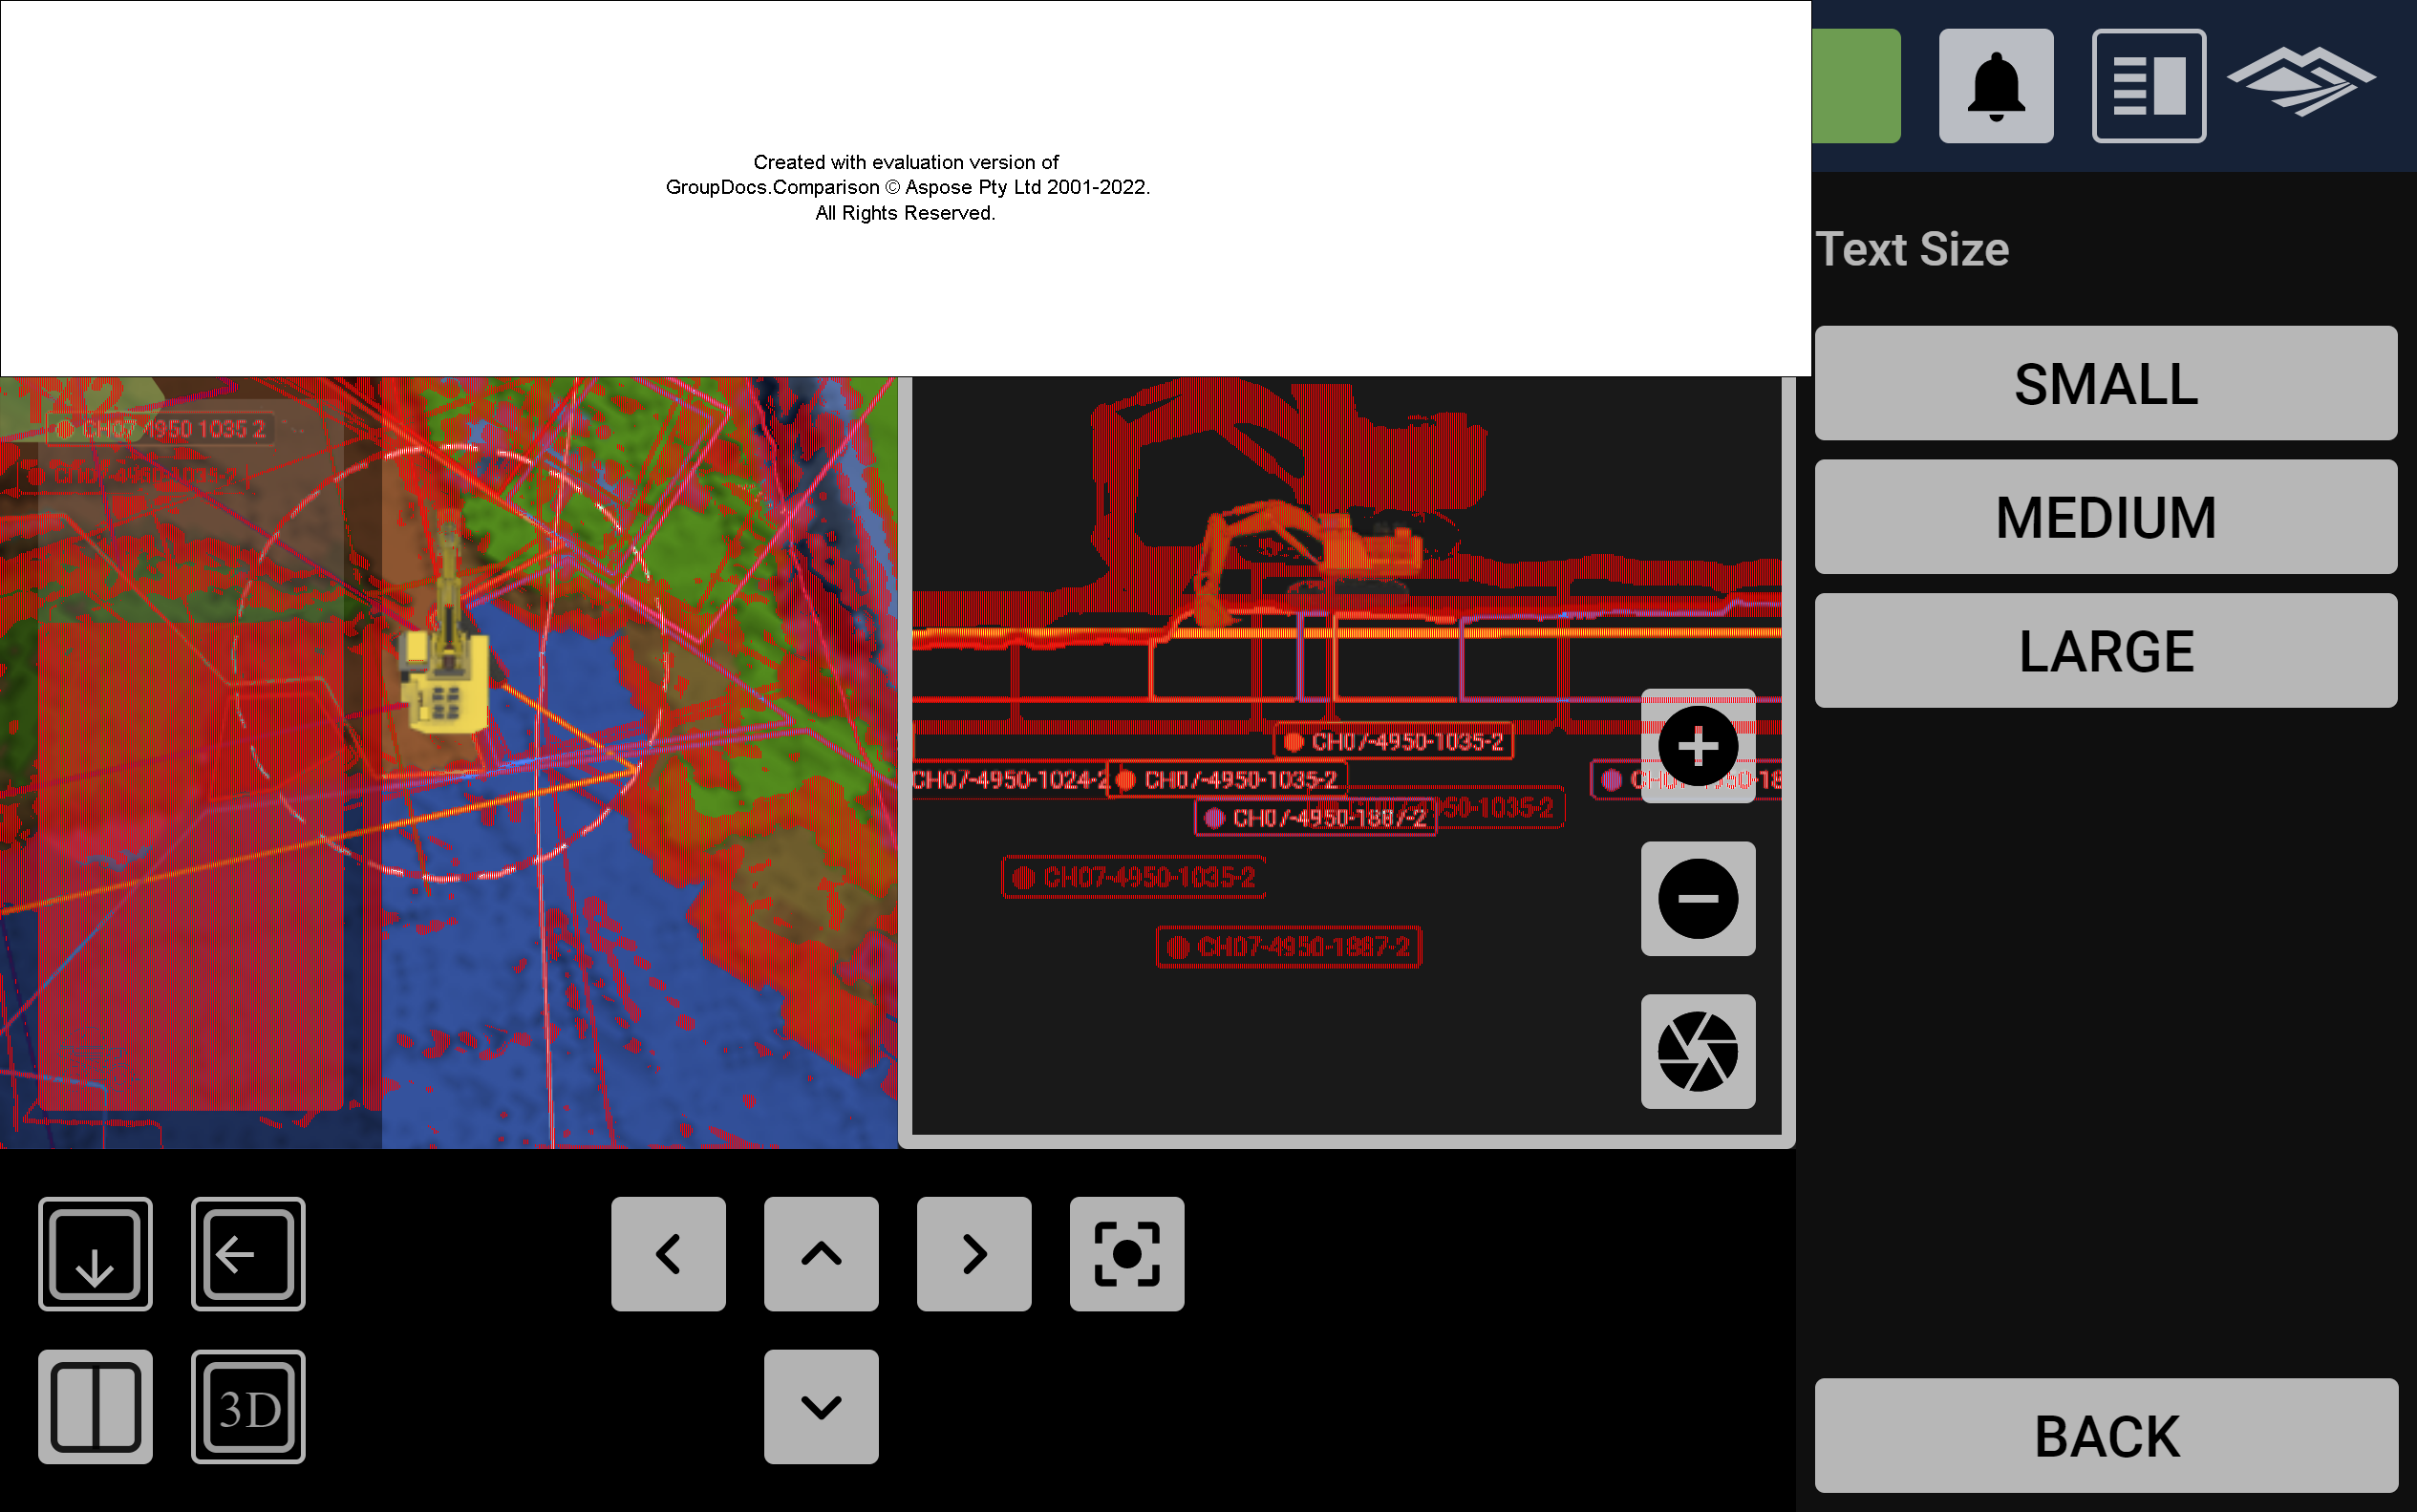 Created with evaluation version of
GroupDocs.Comparison © Aspose Pty Ltd 2001-2022.
All Rights Reserved.
Text Size
SMALL
MEDIUM
LARGE
CH07-4950 1035 2
CH07-4950-1035-2
CH07-4950-1024-2
CH07-4950-1035-2
950-1035-2
CH07-4950-1887-2
CH07-4950-1035-2
CH07-4950-1887-2
3D
BACK